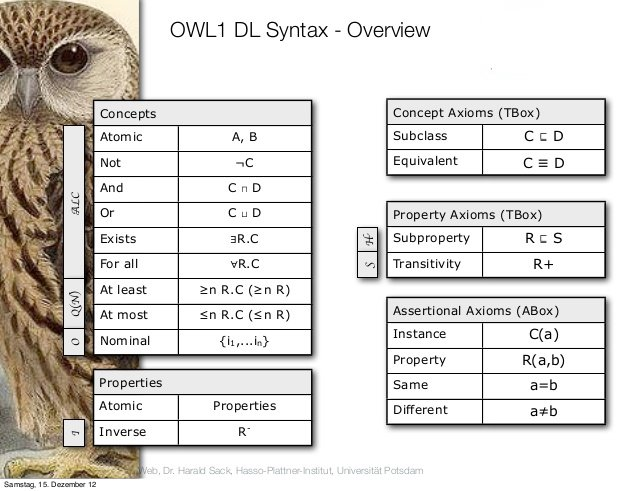 OWL1 DL Syntax - Overview
Concepts
ALC
Atomic A, B
Not ¬C
And C ⊓ D
Or C ⊔ D
Exists ∃R.C
For all ∀R.C
Q(N)
At least ≥n R.C (≥n R)
At most ≤n R.C (≤n R)
O
Nominal {i₁,...iₙ}
Properties
Atomic Properties
I
Inverse R⁻
Concept Axioms (TBox)
Subclass C ⊑ D
Equivalent C ≡ D
Property Axioms (TBox)
H
Subproperty R ⊑ S
S
Transitivity R+
Assertional Axioms (ABox)
Instance C(a)
Property R(a,b)
Same a=b
Different a≠b
Web, Dr. Harald Sack, Hasso-Plattner-Institut, Universität Potsdam
Samstag, 15. Dezember 12